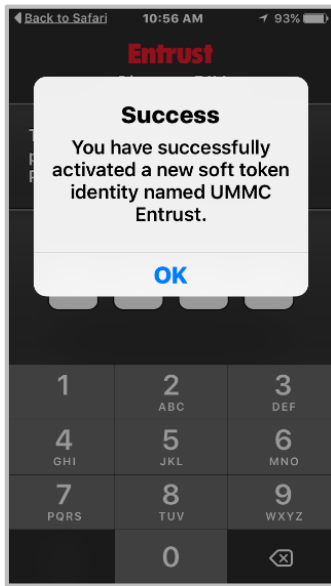 Back to Safari 10:56 AM 93%
Entrust
Success
You have successfully
activated a new soft token
identity named UMMC
Entrust.
OK
1 2 3
ABC DEF
4 5 6
GHI JKL MNO
7 8 9
PQRS TUV WXYZ
0